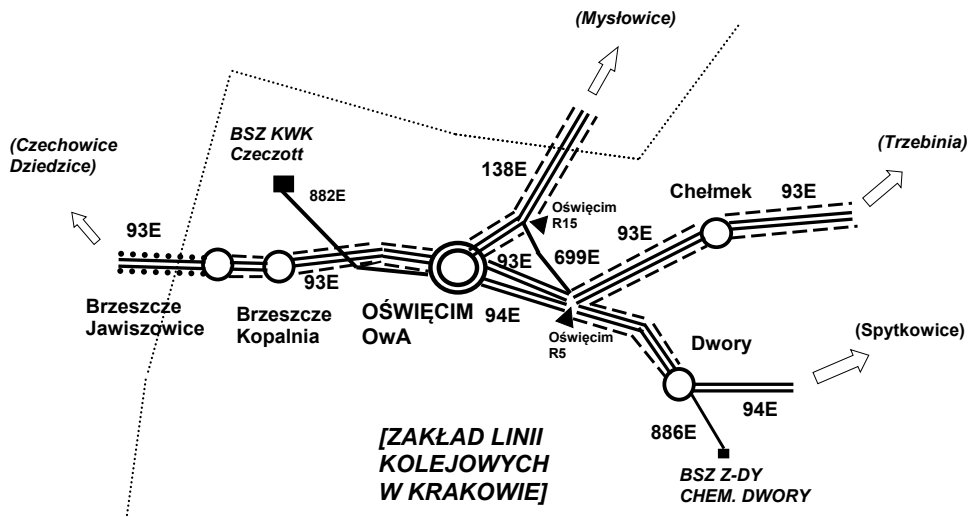 (Mysłowice)
(Czechowice
Dziedzice)
BSZ KWK
Czeczott
882E
138E
(Trzebinia)
Chełmek
93E
Oświęcim
R15
93E
93E
93E
699E
93E
Brzeszcze
Jawiszowice
Brzeszcze
Kopalnia
OŚWIĘCIM
OwA
94E
Oświęcim
R5
Dwory
(Spytkowice)
94E
886E
[ZAKŁAD LINII
KOLEJOWYCH
W KRAKOWIE]
BSZ Z-DY
CHEM. DWORY